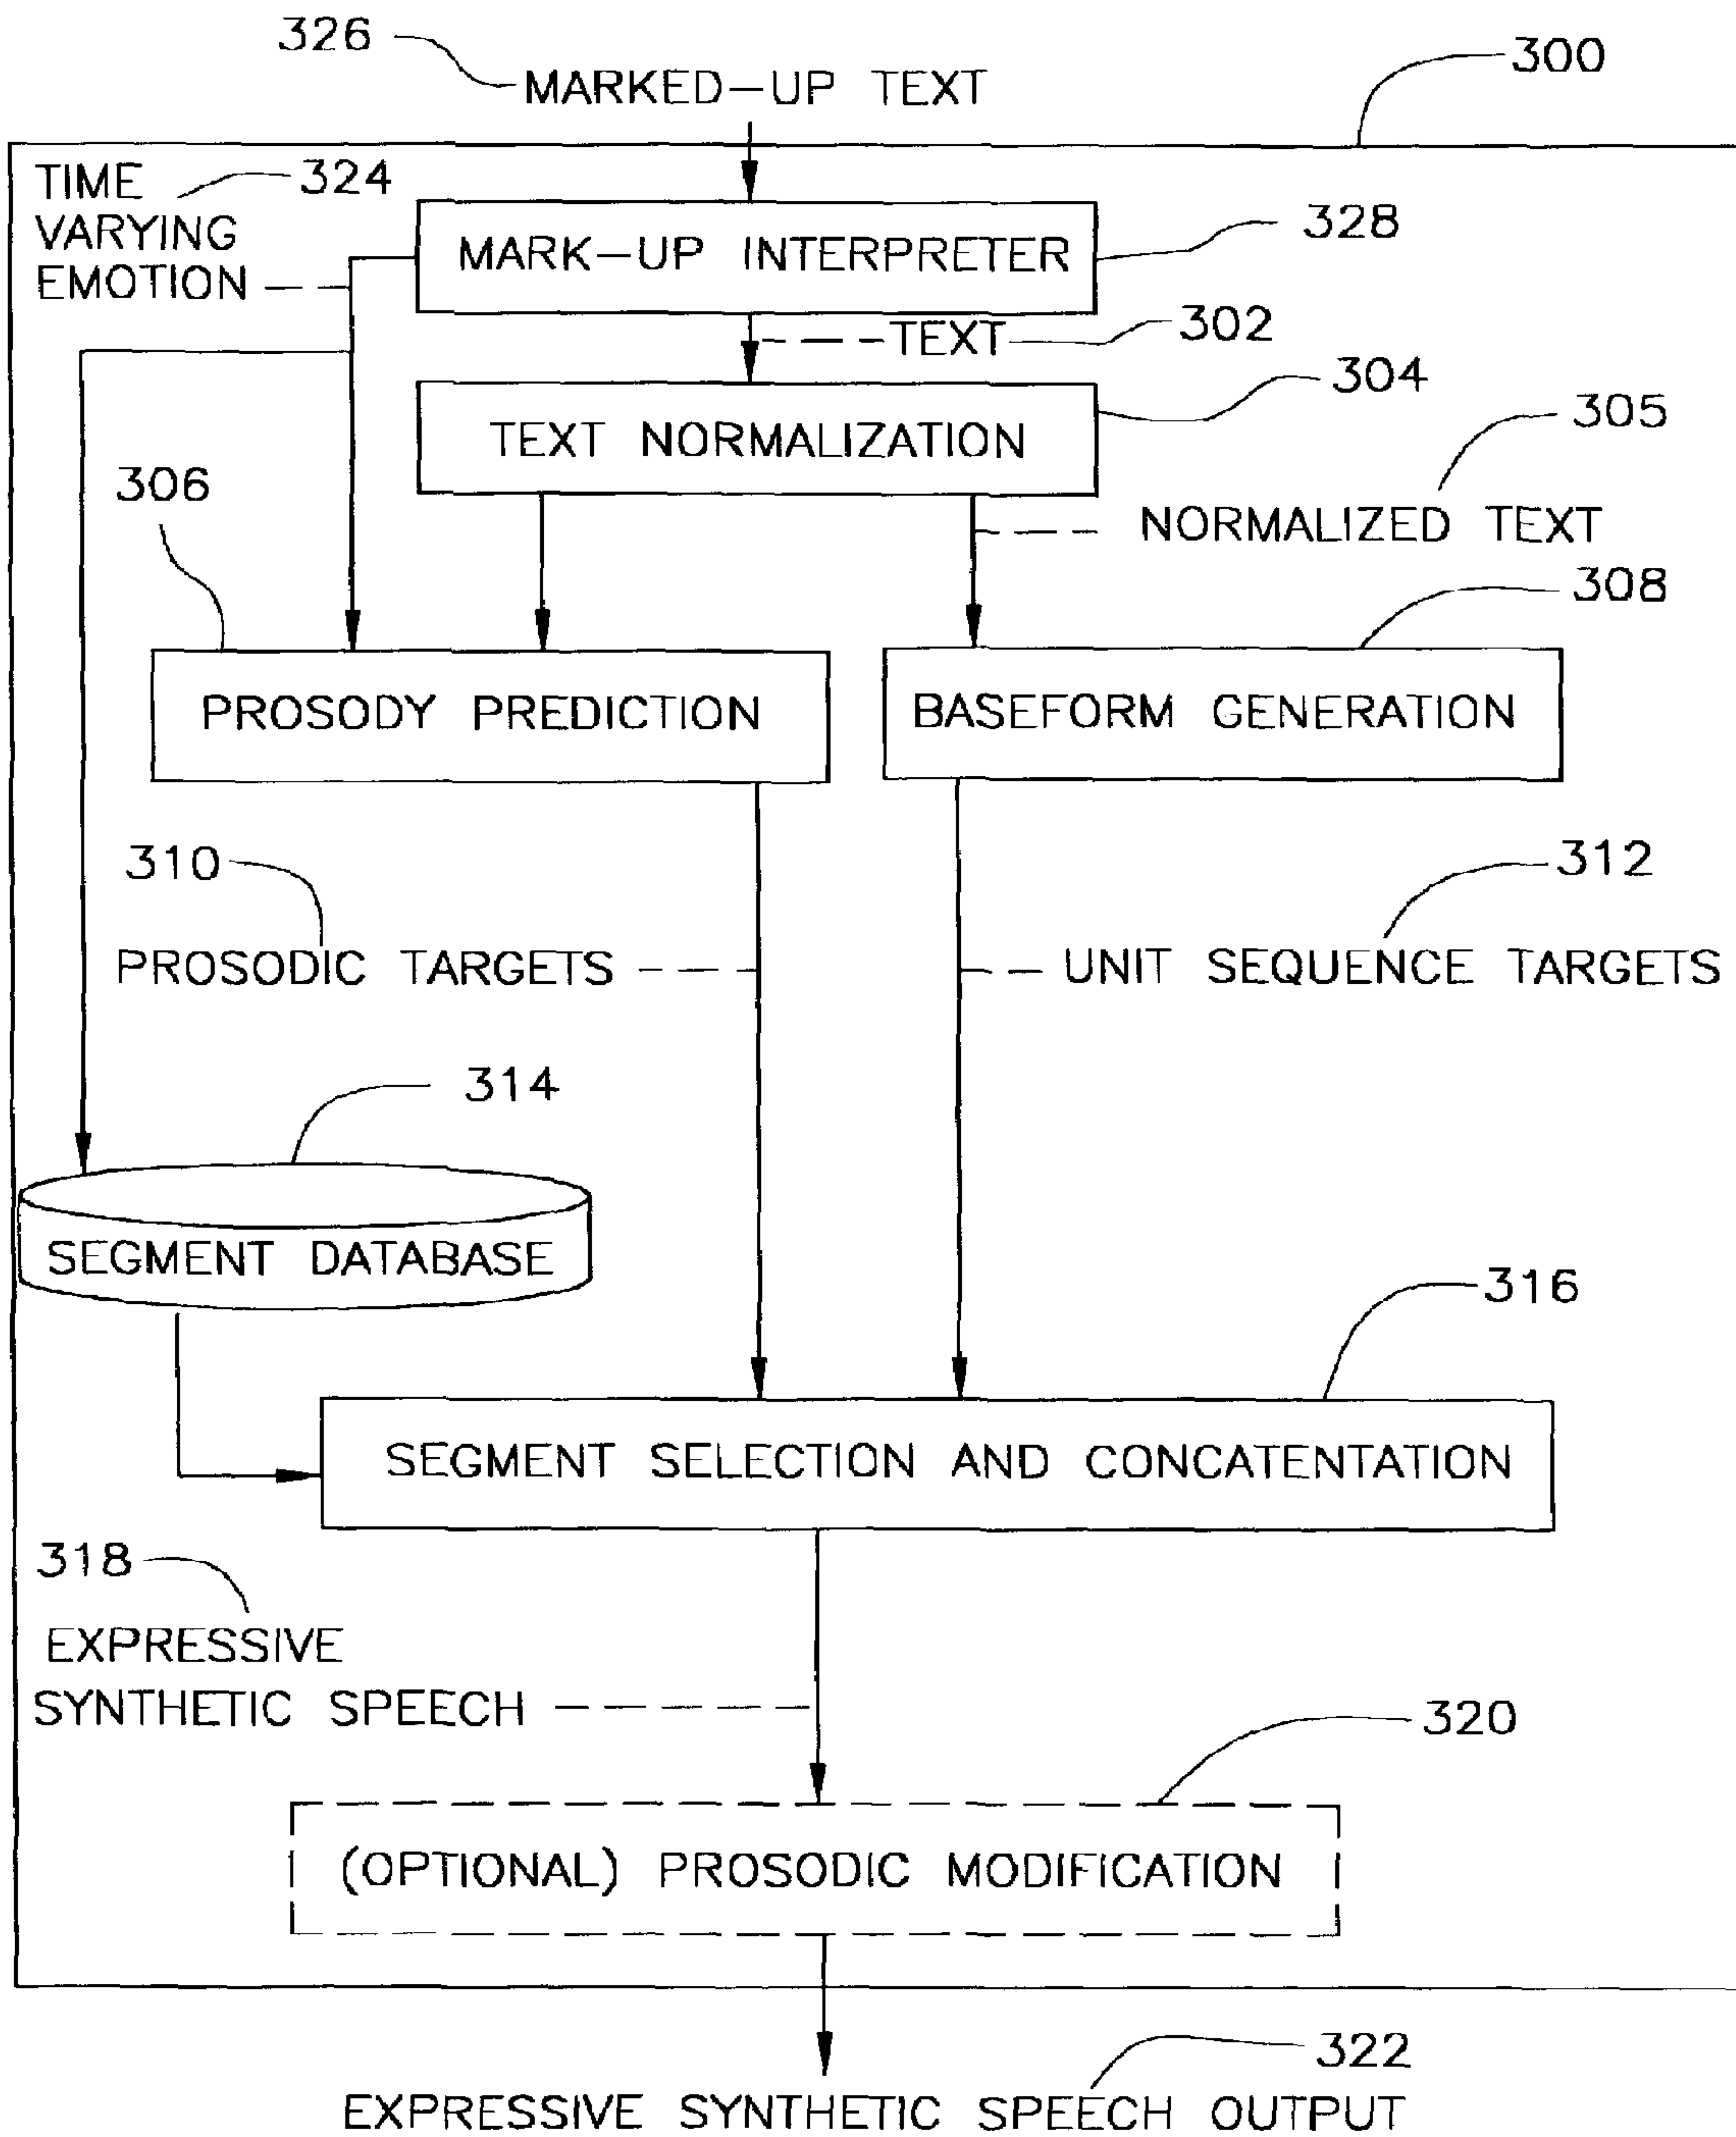 326
MARKED-UP TEXT
300
TIME
VARYING
EMOTION
324
MARK-UP INTERPRETER
328
TEXT
302
TEXT NORMALIZATION
304
305
NORMALIZED TEXT
306
308
PROSODY PREDICTION
BASEFORM GENERATION
310
PROSODIC TARGETS
312
UNIT SEQUENCE TARGETS
314
SEGMENT DATABASE
316
SEGMENT SELECTION AND CONCATENTATION
318
EXPRESSIVE
SYNTHETIC SPEECH
320
(OPTIONAL) PROSODIC MODIFICATION
322
EXPRESSIVE SYNTHETIC SPEECH OUTPUT